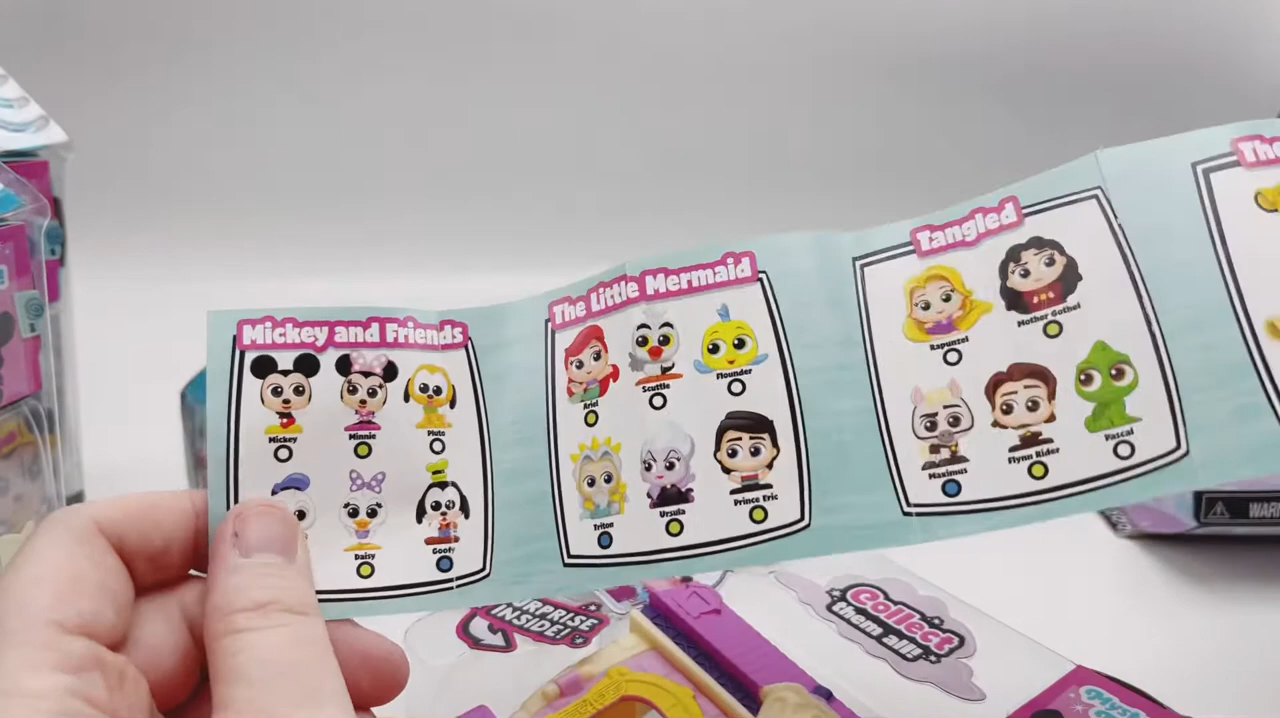 Mickey and Friends
Mickey
Minnie
Pluto
Daisy
Goofy
The Little Mermaid
Ariel
Scuttle
Flounder
Triton
Ursula
Prince Eric
Tangled
Rapunzel
Mother Gothel
Maximus
Flynn Rider
Pascal
The
SURPRISE
INSIDE!
Collect
them all!